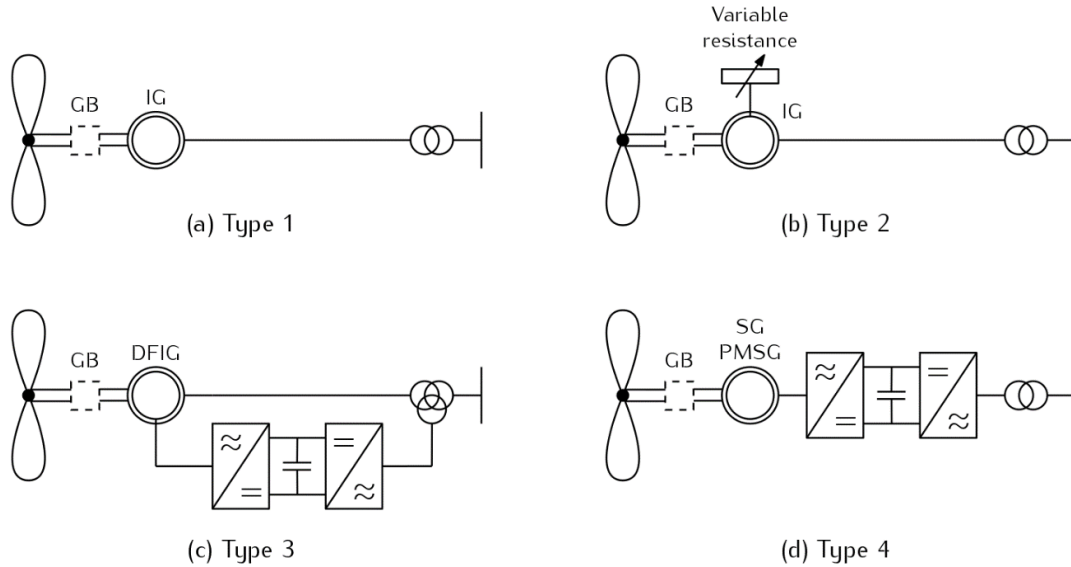 GB
IG
(a) Type 1
Variable
resistance
GB
IG
(b) Type 2
GB
DFIG
(c) Type 3
SG
PMSG
GB
(d) Type 4